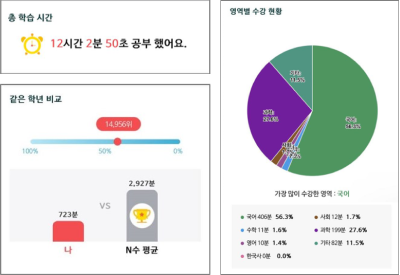 총 학습 시간
12시간 2분 50초 공부 했어요.
같은 학년 비교
14,956위
100%
50%
0%
2,927분
723분
VS
나
N수 평균
영역별 수강 현황
기타:
11.5%
과학:
27.6%
국어:
56.3%
가장 많이 수강한 영역 : 국어
국어 406분 56.3%
사회 12분 1.7%
수학 11분 1.6%
과학 199분 27.6%
영어 10분 1.4%
기타 82분 11.5%
한국사 0분 0.0%